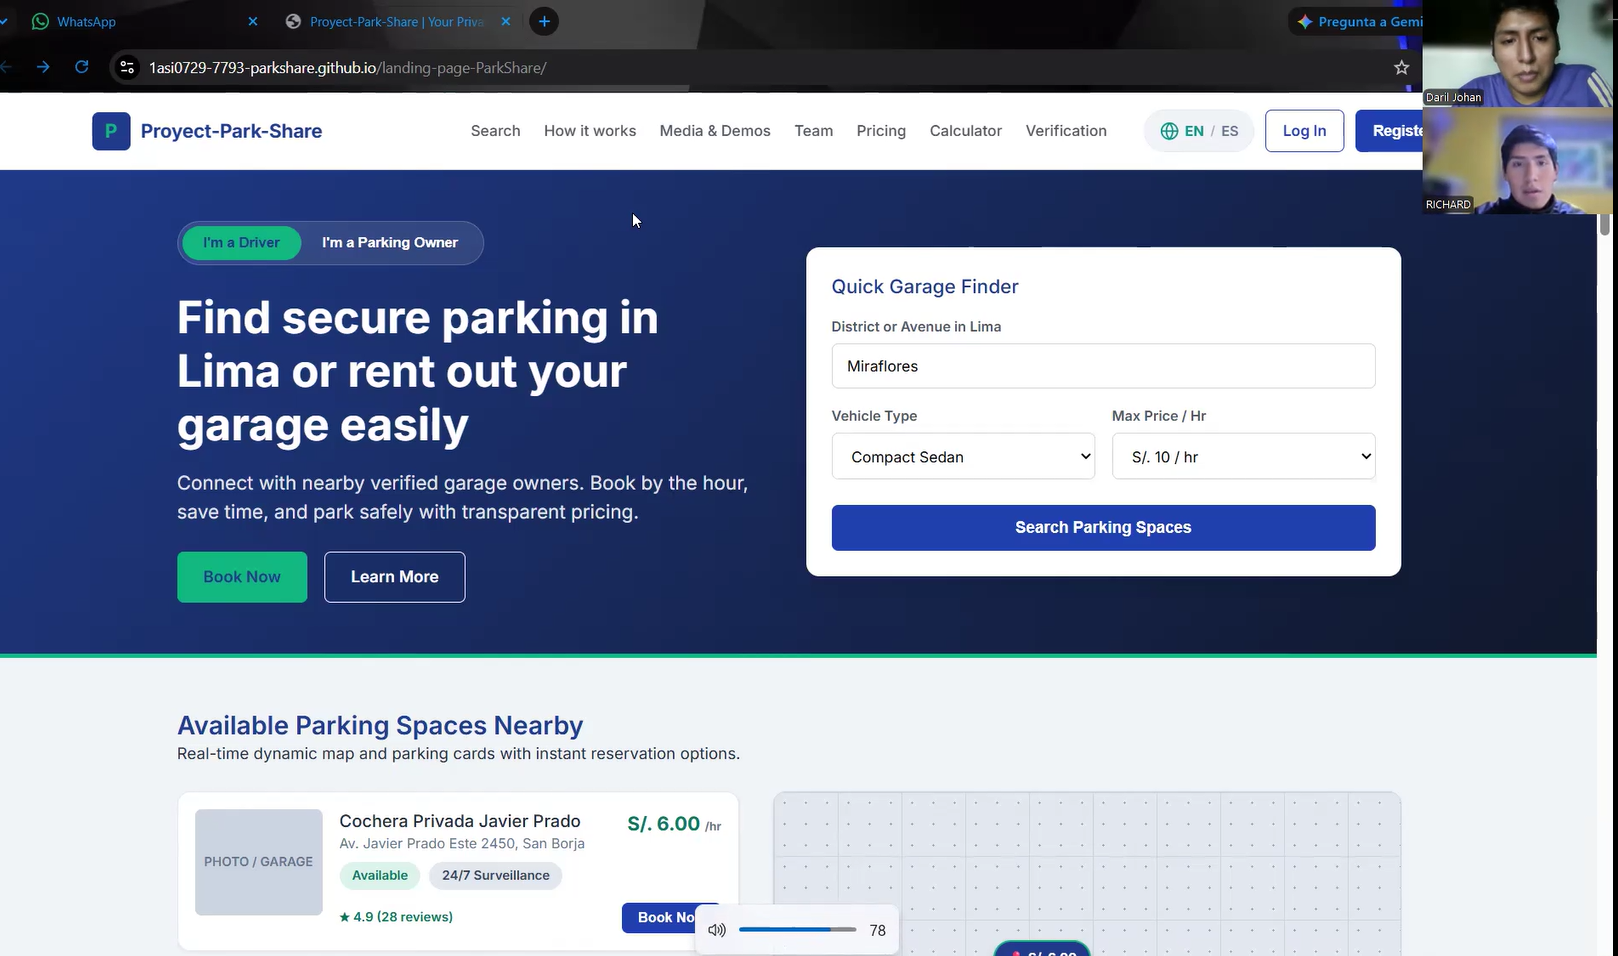 WhatsApp
Proyect-Park-Share | Your Priva
Pregunta a Gemi
1asi0729-7793-parkshare.github.io/landing-page-ParkShare/
Daril Johan
RICHARD
P
Proyect-Park-Share
Search
How it works
Media & Demos
Team
Pricing
Calculator
Verification
EN / ES
Log In
Registe
I'm a Driver
I'm a Parking Owner
Find secure parking in
Lima or rent out your
garage easily
Connect with nearby verified garage owners. Book by the hour,
save time, and park safely with transparent pricing.
Book Now
Learn More
Quick Garage Finder
District or Avenue in Lima
Miraflores
Vehicle Type
Max Price / Hr
Compact Sedan
S/. 10 / hr
Search Parking Spaces
Available Parking Spaces Nearby
Real-time dynamic map and parking cards with instant reservation options.
PHOTO / GARAGE
Cochera Privada Javier Prado
S/. 6.00 /hr
Av. Javier Prado Este 2450, San Borja
Available
24/7 Surveillance
★ 4.9 (28 reviews)
Book No
78